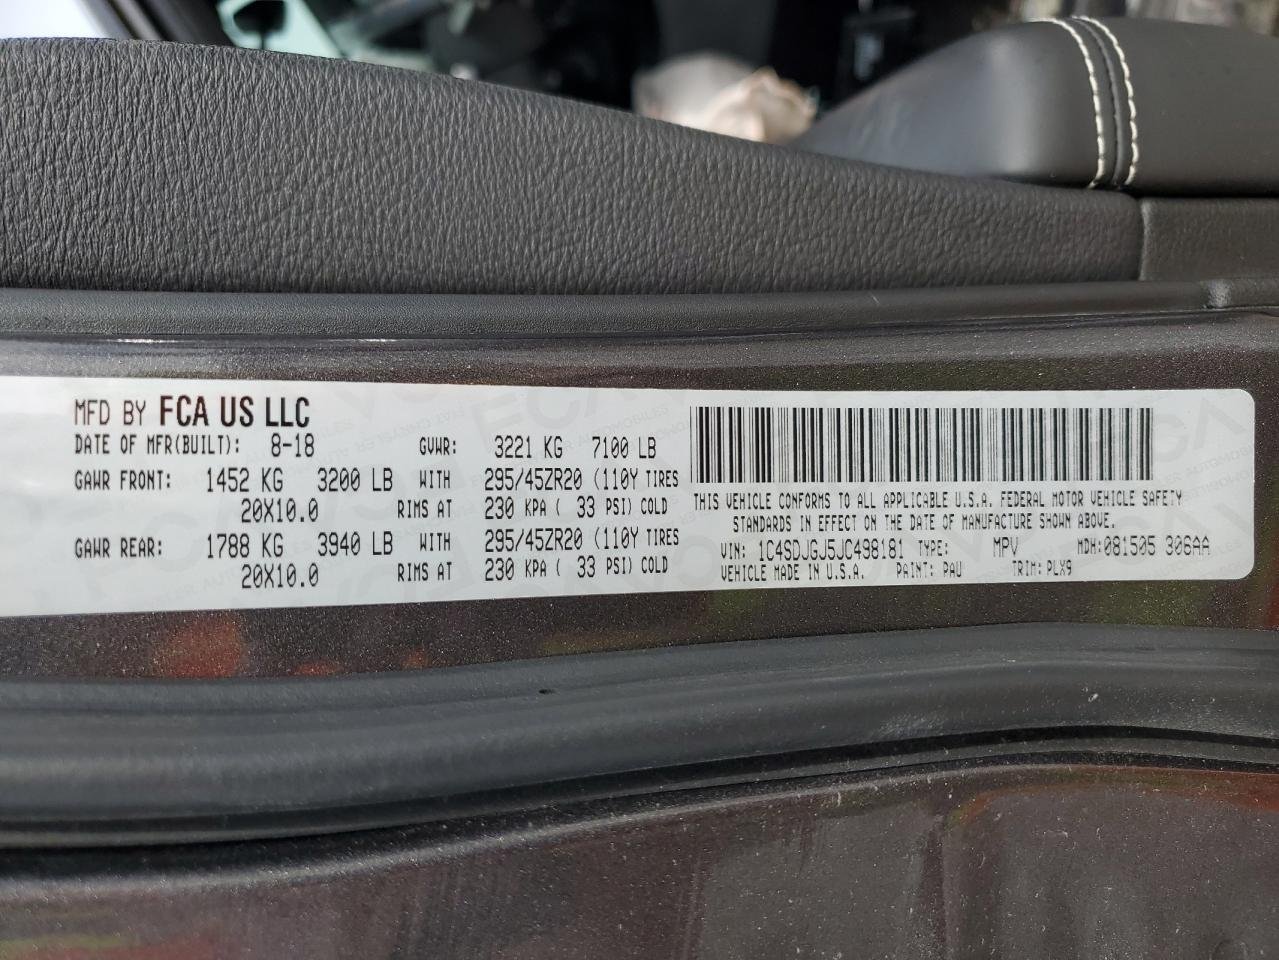 MFD BY FCA US LLC
DATE OF MFR(BUILT): 8-18 GVWR: 3221 KG 7100 LB
GAWR FRONT: 1452 KG 3200 LB WITH 295/45ZR20 (110Y TIRES
20X10.0 RIMS AT 230 KPA ( 33 PSI) COLD
GAWR REAR: 1788 KG 3940 LB WITH 295/45ZR20 (110Y TIRES
20X10.0 RIMS AT 230 KPA ( 33 PSI) COLD
THIS VEHICLE CONFORMS TO ALL APPLICABLE U.S.A. FEDERAL MOTOR VEHICLE SAFETY
STANDARDS IN EFFECT ON THE DATE OF MANUFACTURE SHOWN ABOVE.
VIN: 1C4SDJGJ5JC498181 TYPE: MPV MDH:081505 306AA
VEHICLE MADE IN U.S.A. PAINT: PAU TRIM: PLX9